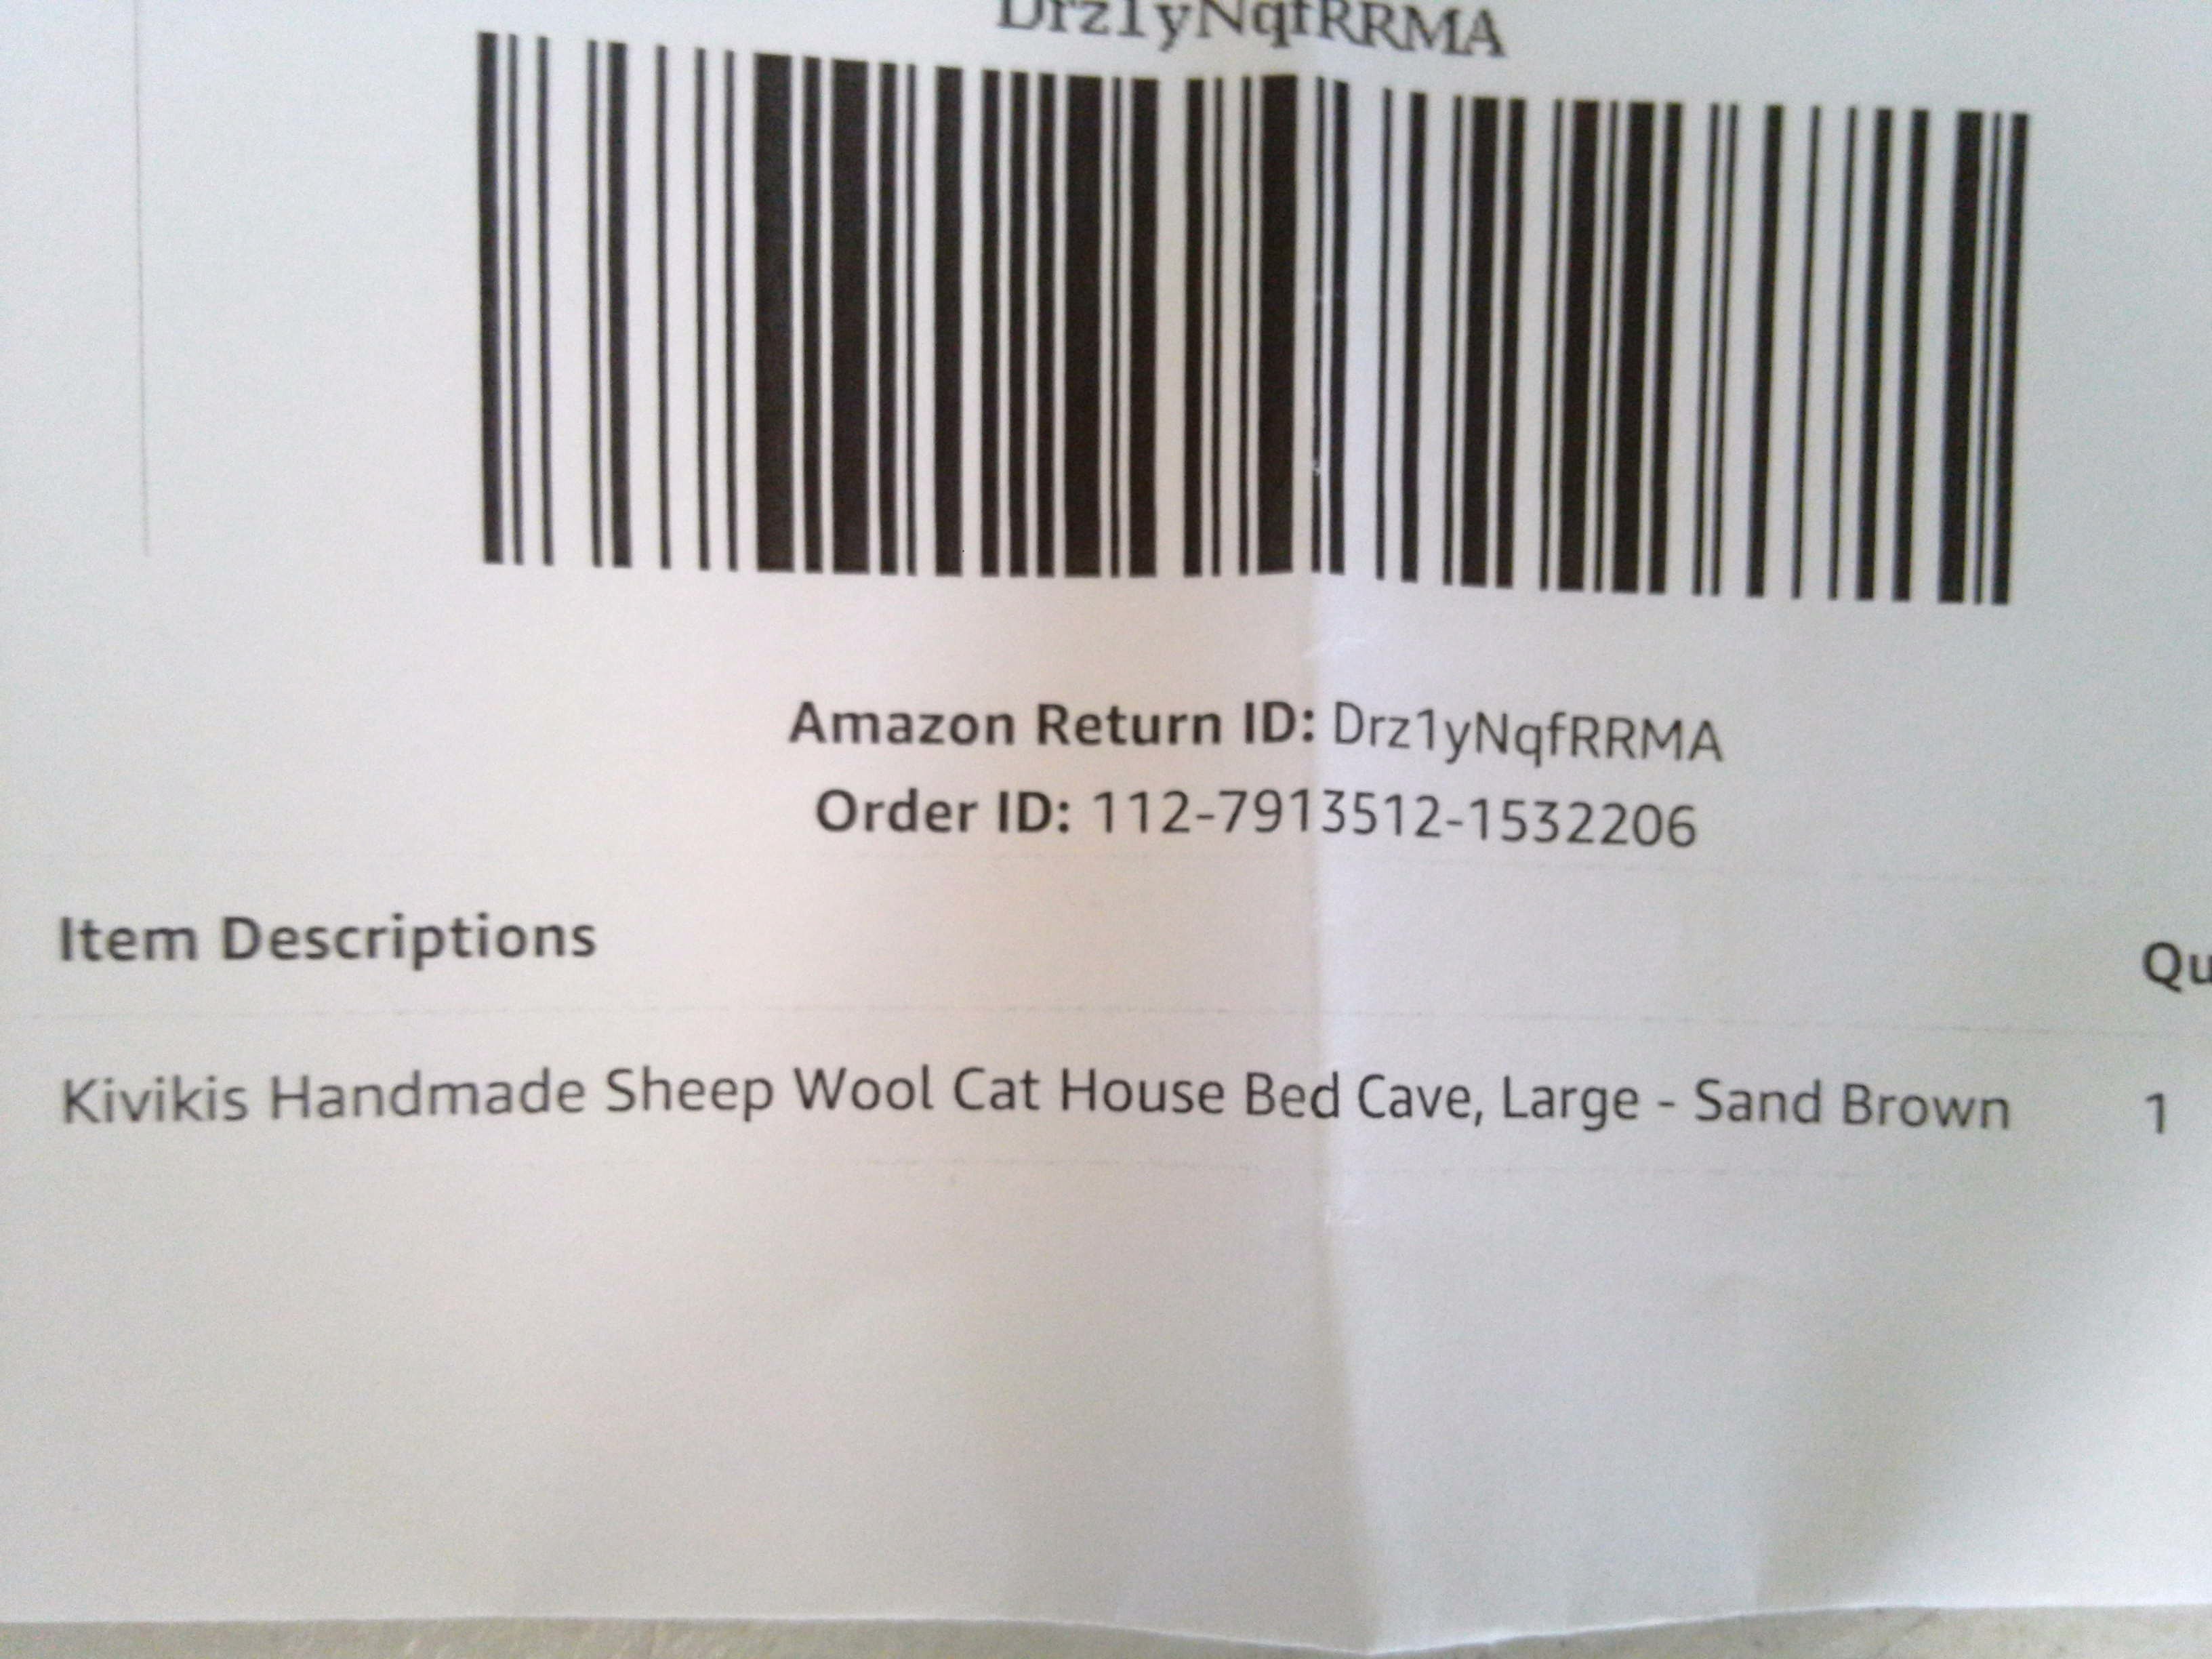 Drz1yNqfRRMA
Amazon Return ID: Drz1yNqfRRMA
Order ID: 112-7913512-1532206
Item Descriptions Qu
Kivikis Handmade Sheep Wool Cat House Bed Cave, Large - Sand Brown 1